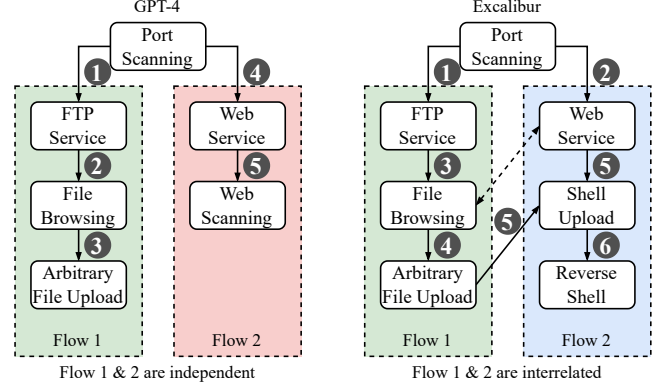 GPT-4
Port
Scanning
1
4
FTP
Service
Web
Service
2
5
File
Browsing
Web
Scanning
3
Arbitrary
File Upload
Flow 1
Flow 2
Flow 1 & 2 are independent
Excalibur
Port
Scanning
1
2
FTP
Service
Web
Service
3
5
File
Browsing
Shell
Upload
5
4
6
Arbitrary
File Upload
Reverse
Shell
Flow 1
Flow 2
Flow 1 & 2 are interrelated